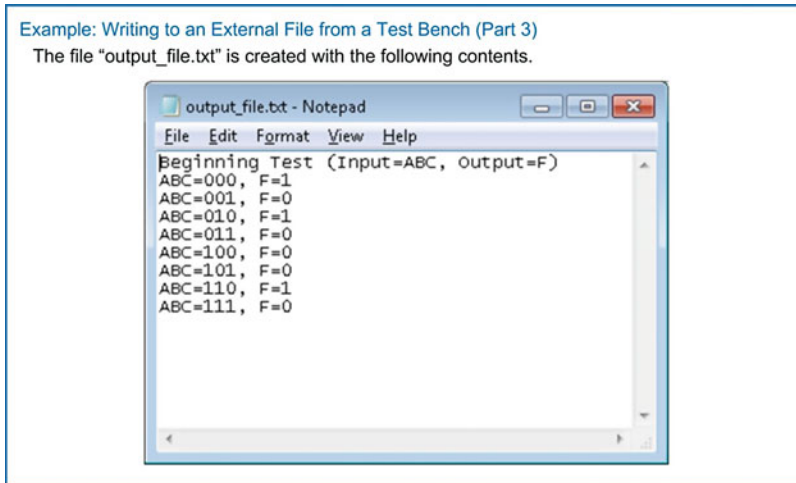 Example: Writing to an External File from a Test Bench (Part 3)
The file “output_file.txt” is created with the following contents.
output_file.txt - Notepad
File Edit Format View Help
Beginning Test (Input=ABC, Output=F)
ABC=000, F=1
ABC=001, F=0
ABC=010, F=1
ABC=011, F=0
ABC=100, F=0
ABC=101, F=0
ABC=110, F=1
ABC=111, F=0